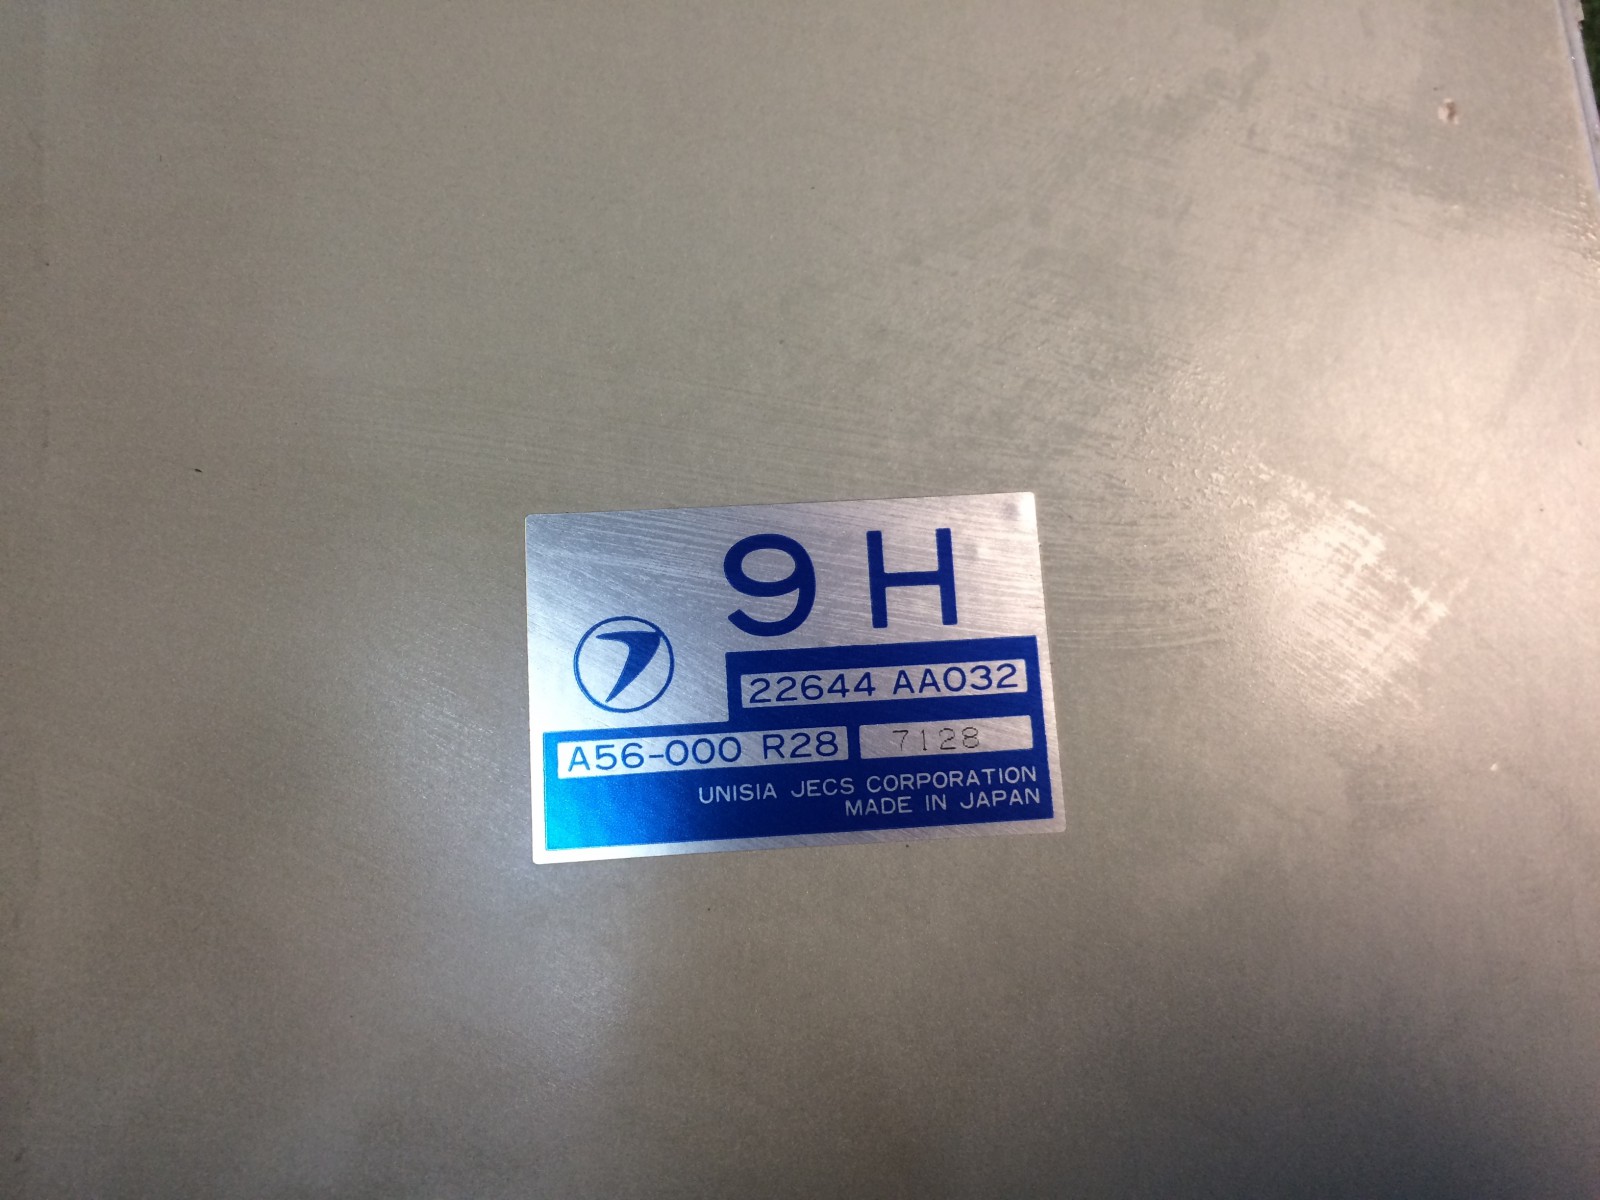 9H
22644 AA032
A56-000 R28 7128
UNISIA JECS CORPORATION
MADE IN JAPAN